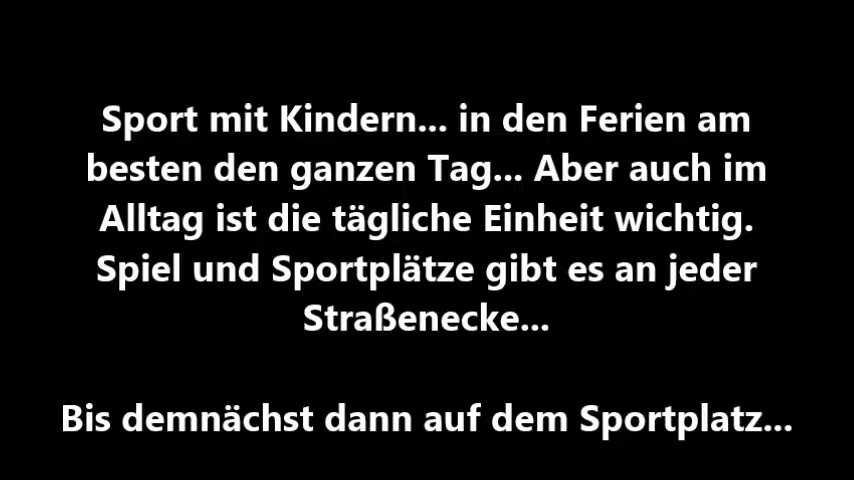 Sport mit Kindern... in den Ferien am
besten den ganzen Tag... Aber auch im
Alltag ist die tägliche Einheit wichtig.
Spiel und Sportplätze gibt es an jeder
Straßenecke...
Bis demnächst dann auf dem Sportplatz...